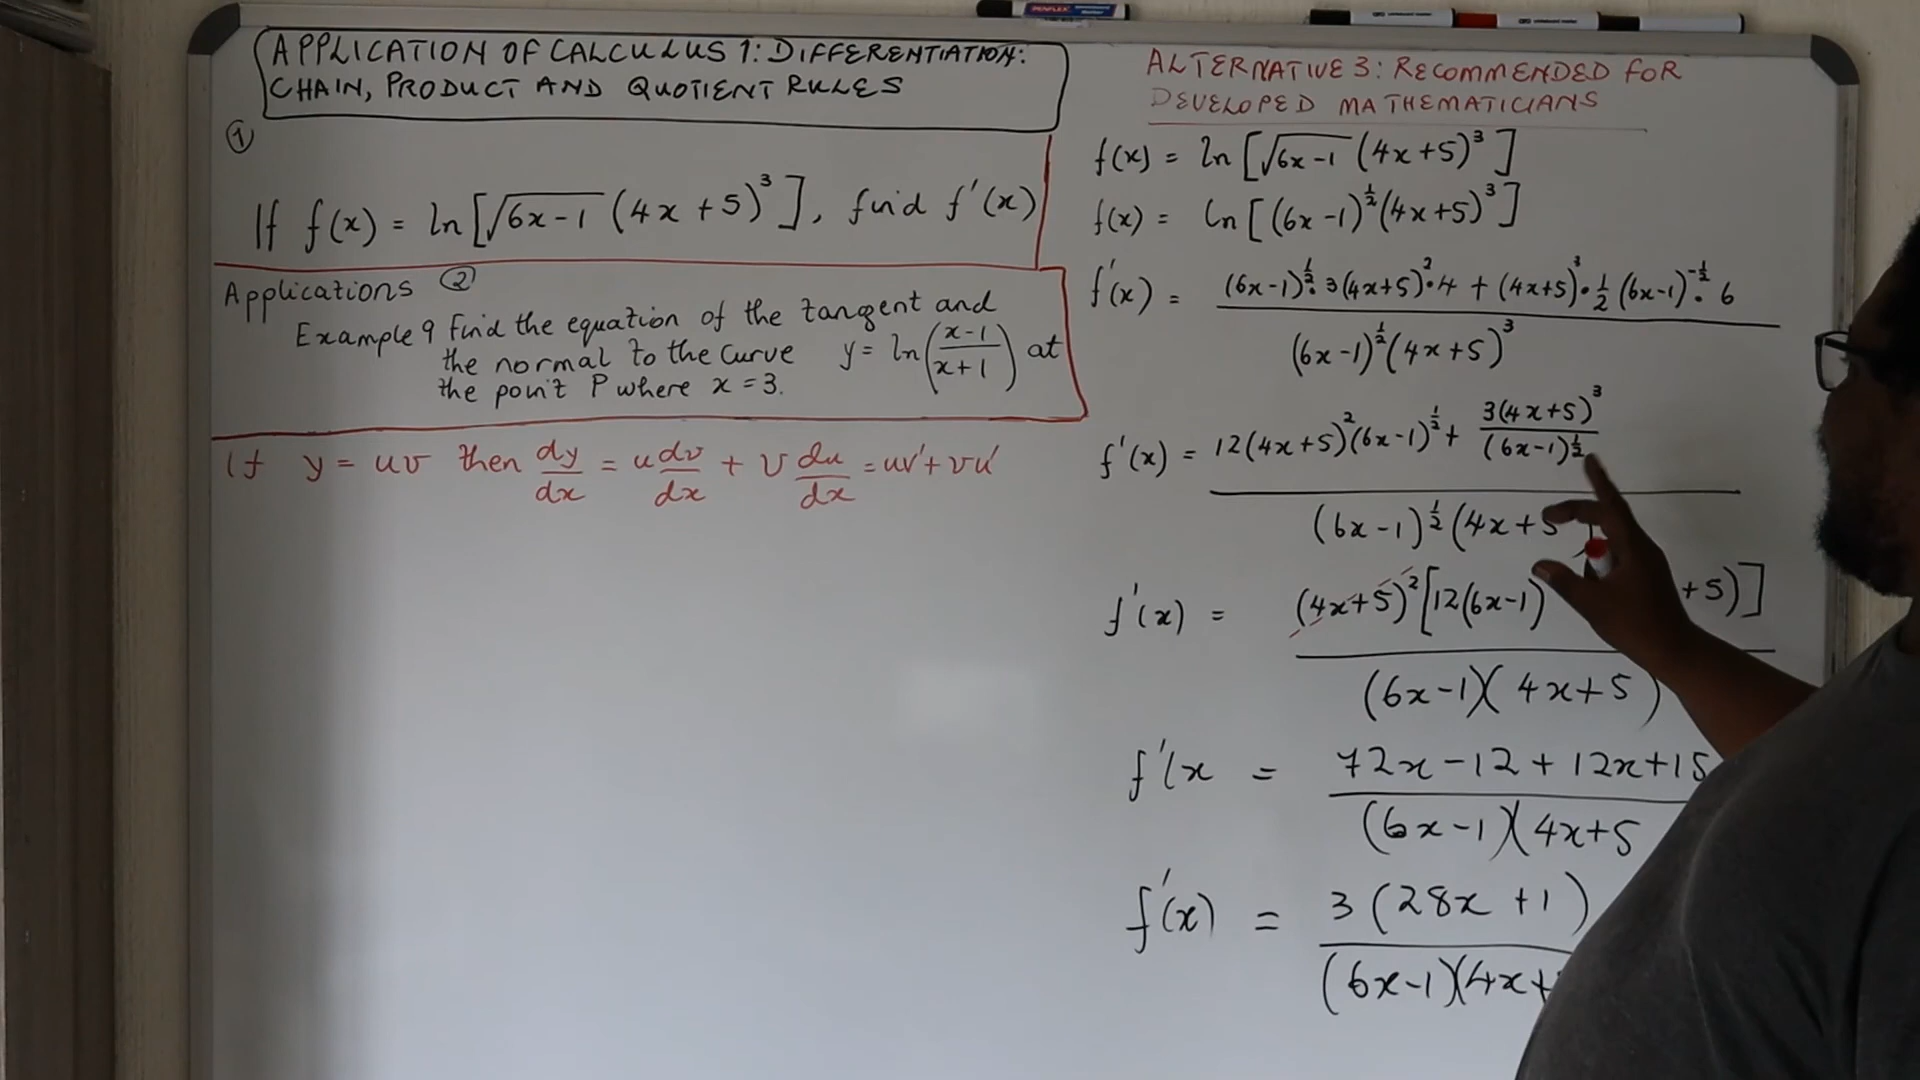 APPLICATION OF CALCULUS 1: DIFFERENTIATION:
CHAIN, PRODUCT AND QUOTIENT RULES
①
If f(x) = ln[√(6x-1) (4x+5)³], find f'(x)
Applications ②
Example 9 Find the equation of the tangent and
the normal to the curve y = ln((x-1)/(x+1)) at
the point P where x = 3.
If y = uv then dy/dx = u dv/dx + v du/dx = uv' + vu'
ALTERNATIVE 3: RECOMMENDED FOR
DEVELOPED MATHEMATICIANS
f(x) = ln[√(6x-1) (4x+5)³]
f(x) = ln[(6x-1)^½ (4x+5)³]
f'(x) = (6x-1)^½ · 3(4x+5)² · 4 + (4x+5)³ · ½ (6x-1)^-½ · 6
(6x-1)^½ (4x+5)³
f'(x) = 12(4x+5)² (6x-1)^½ + 3(4x+5)³/(6x-1)^½
(6x-1)^½ (4x+5
f'(x) = (4x+5)² [12(6x-1) +5)]
(6x-1)(4x+5)
f'(x = 72x-12+12x+15
(6x-1)(4x+5
f'(x) = 3(28x+1)
(6x-1)(4x+